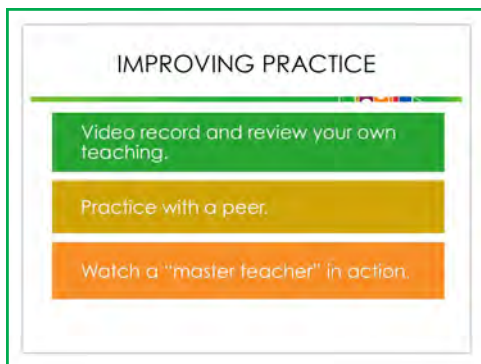 IMPROVING PRACTICE
Video record and review your own
teaching.
Practice with a peer.
Watch a “master teacher” in action.